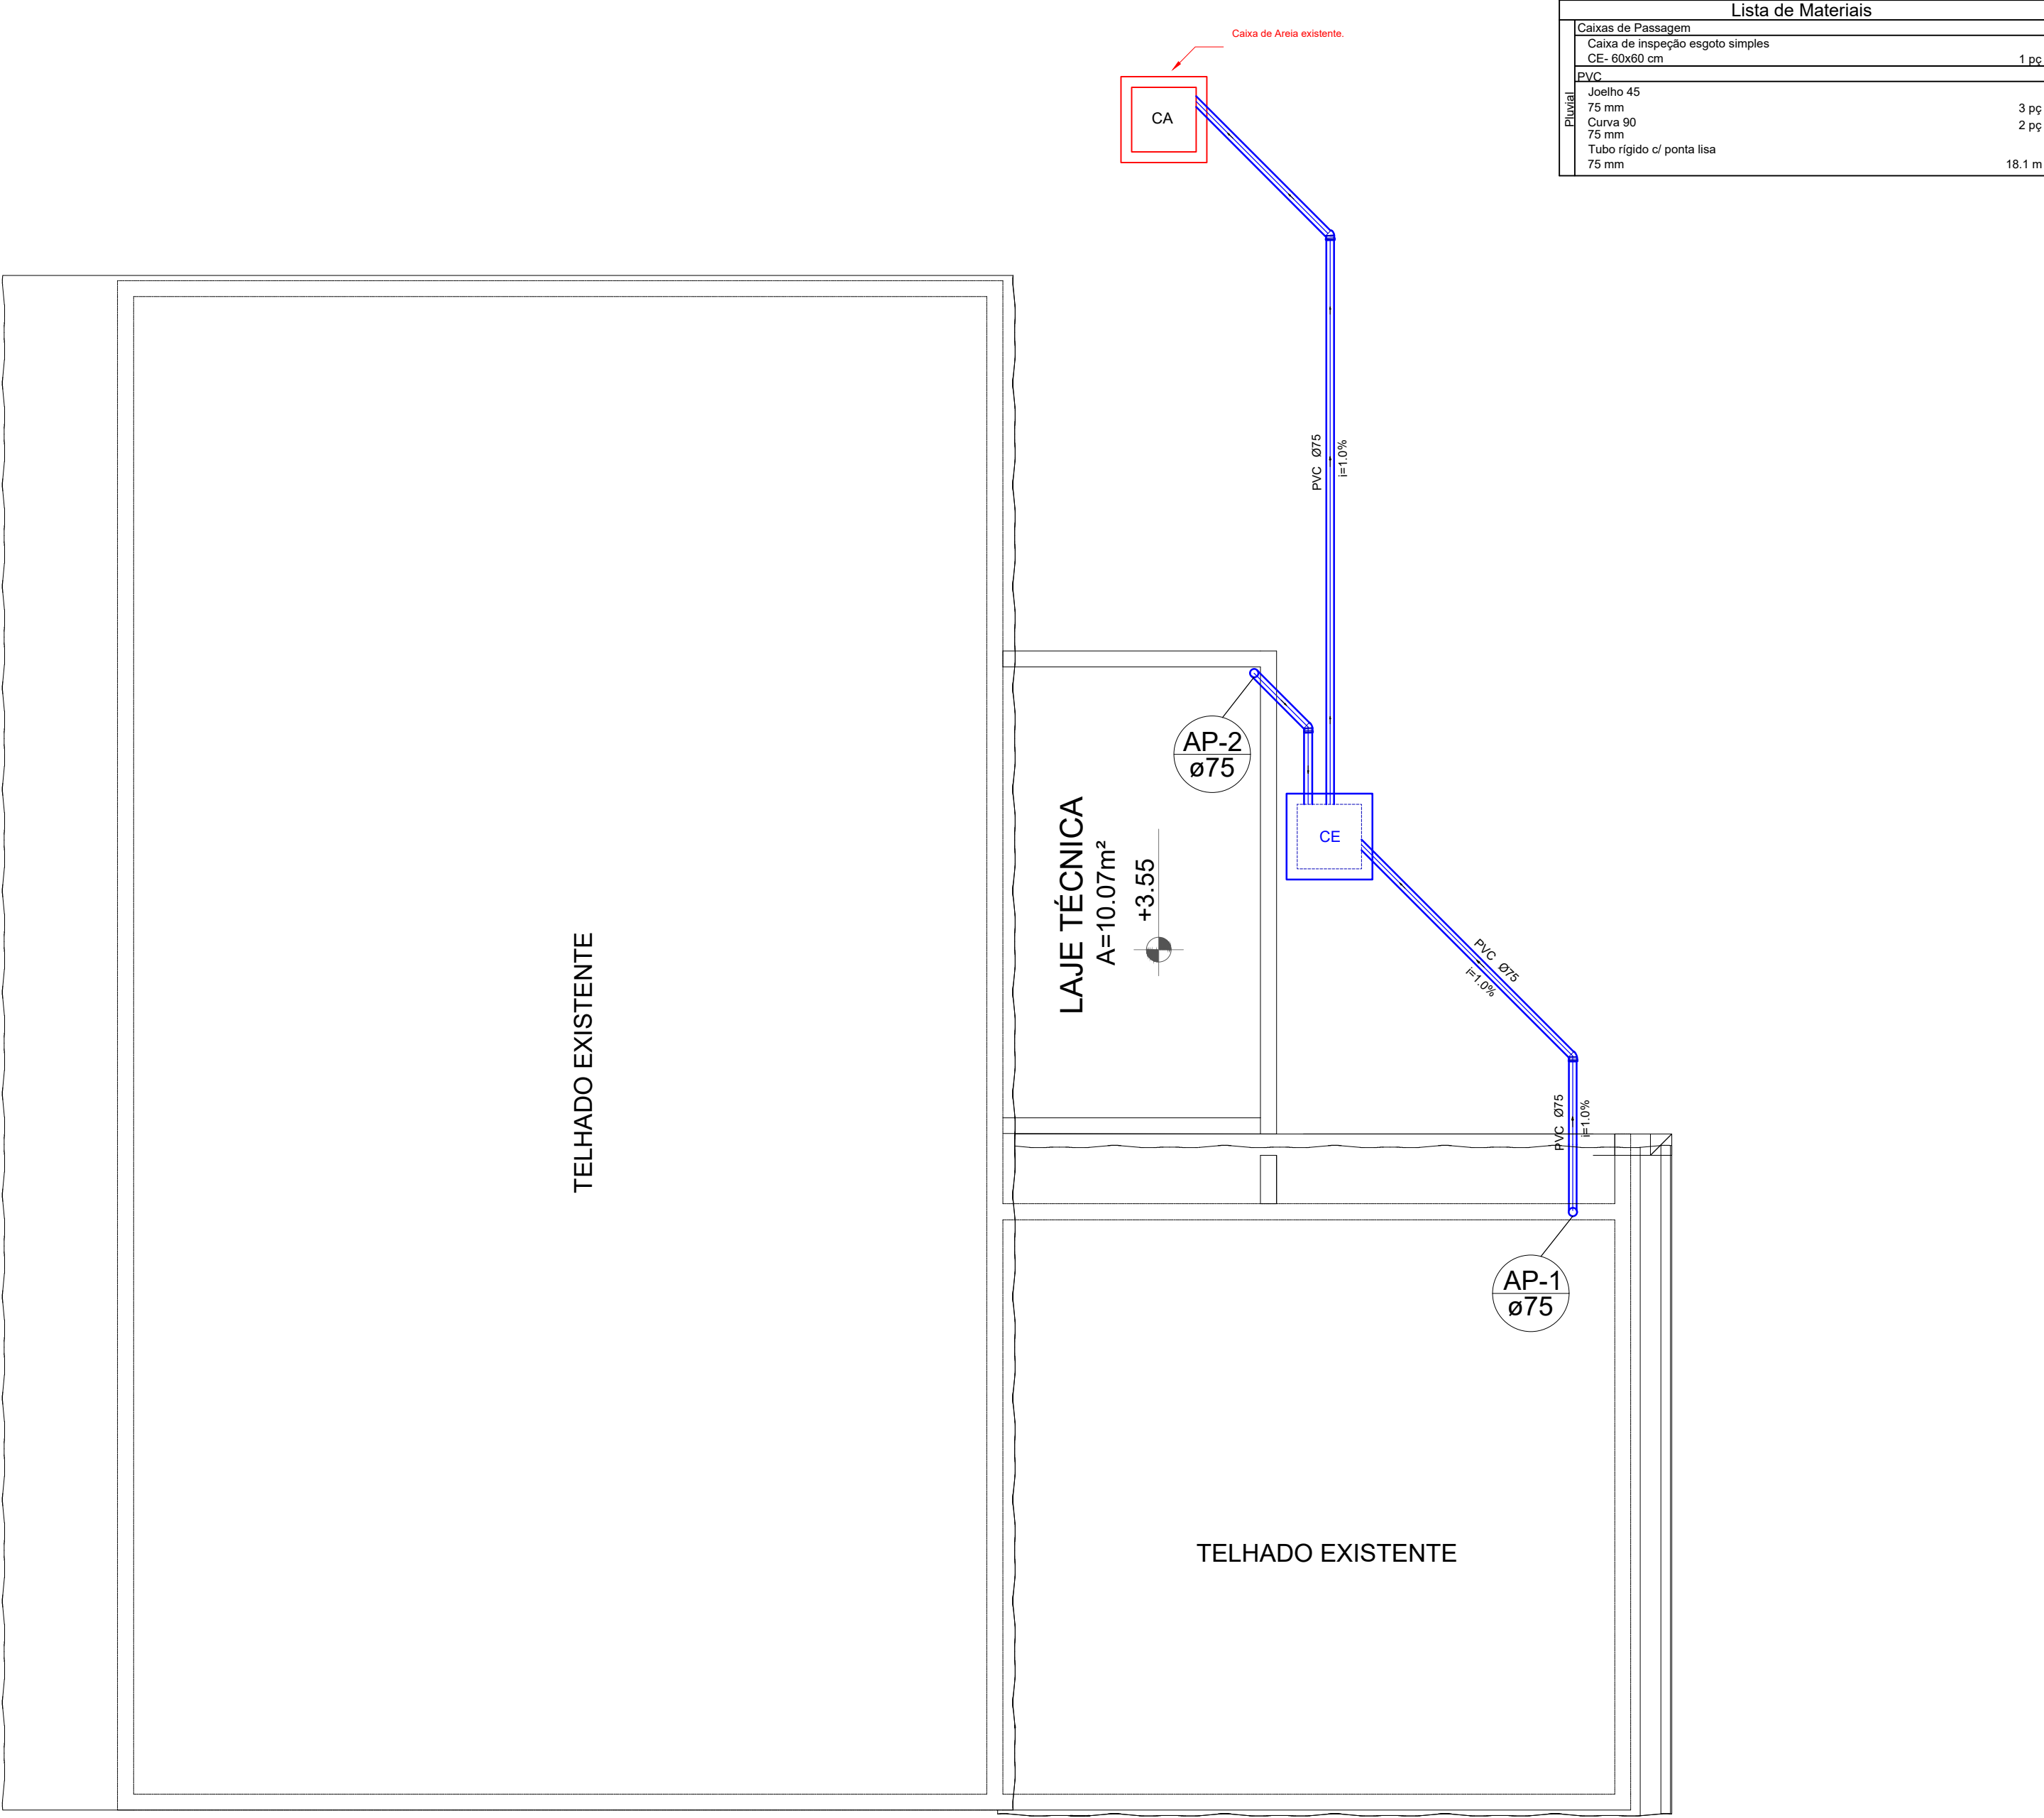 Lista de Materiais
Pluvial
Caixas de Passagem
Caixa de inspeção esgoto simples
CE- 60x60 cm 1 pç
PVC
Joelho 45
75 mm 3 pç
Curva 90 2 pç
75 mm
Tubo rígido c/ ponta lisa
75 mm 18.1 m
Caixa de Areia existente.
CA
PVC Ø75
i=1.0%
AP-2
ø75
CE
LAJE TÉCNICA
A=10.07m²
+3.55
PVC Ø75
i=1.0%
TELHADO EXISTENTE
PVC Ø75
i=1.0%
AP-1
ø75
TELHADO EXISTENTE